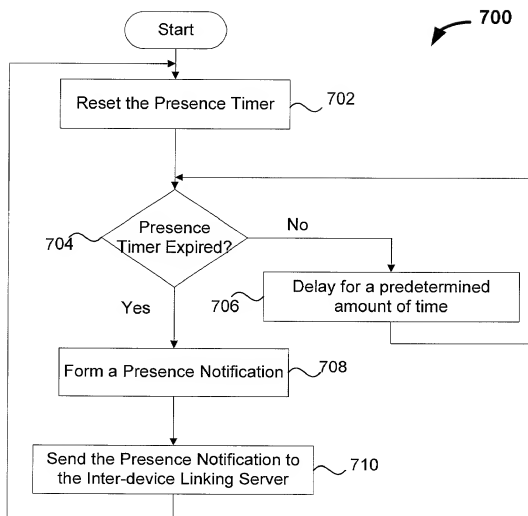 Start
700
Reset the Presence Timer
702
Presence
Timer Expired?
704
No
Delay for a predetermined
amount of time
706
Yes
Form a Presence Notification
708
Send the Presence Notification to
the Inter-device Linking Server
710